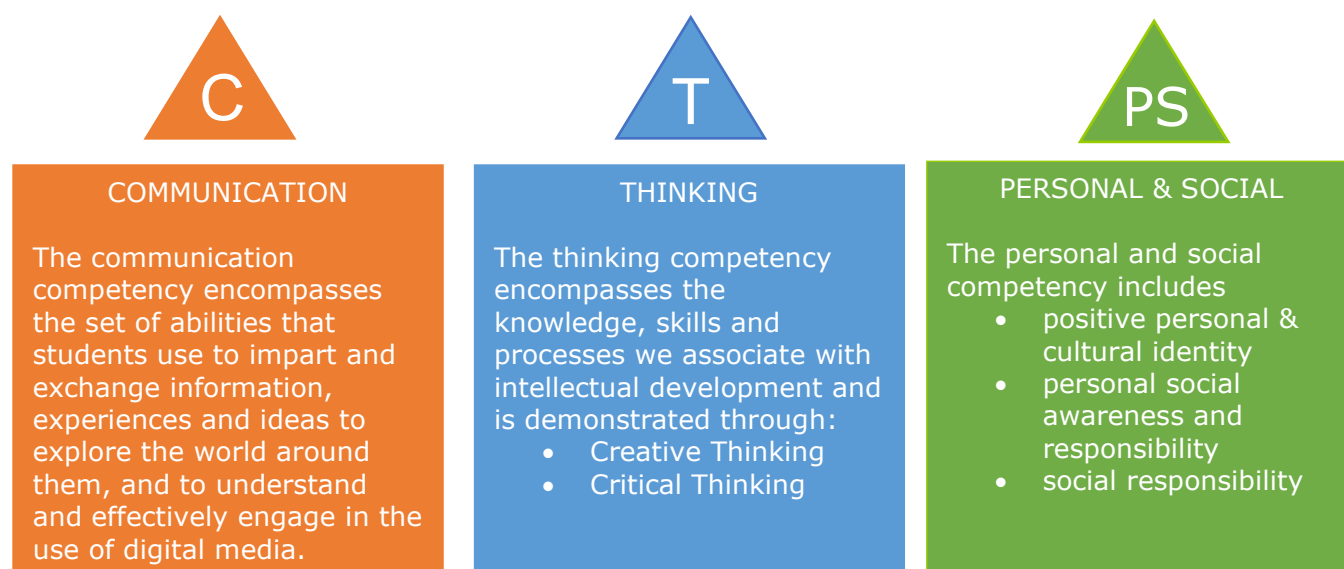 C
COMMUNICATION
The communication
competency encompasses
the set of abilities that
students use to impart and
exchange information,
experiences and ideas to
explore the world around
them, and to understand
and effectively engage in the
use of digital media.
T
THINKING
The thinking competency
encompasses the
knowledge, skills and
processes we associate with
intellectual development and
is demonstrated through:
• Creative Thinking
• Critical Thinking
PS
PERSONAL & SOCIAL
The personal and social
competency includes
• positive personal &
cultural identity
• personal social
awareness and
responsibility
• social responsibility